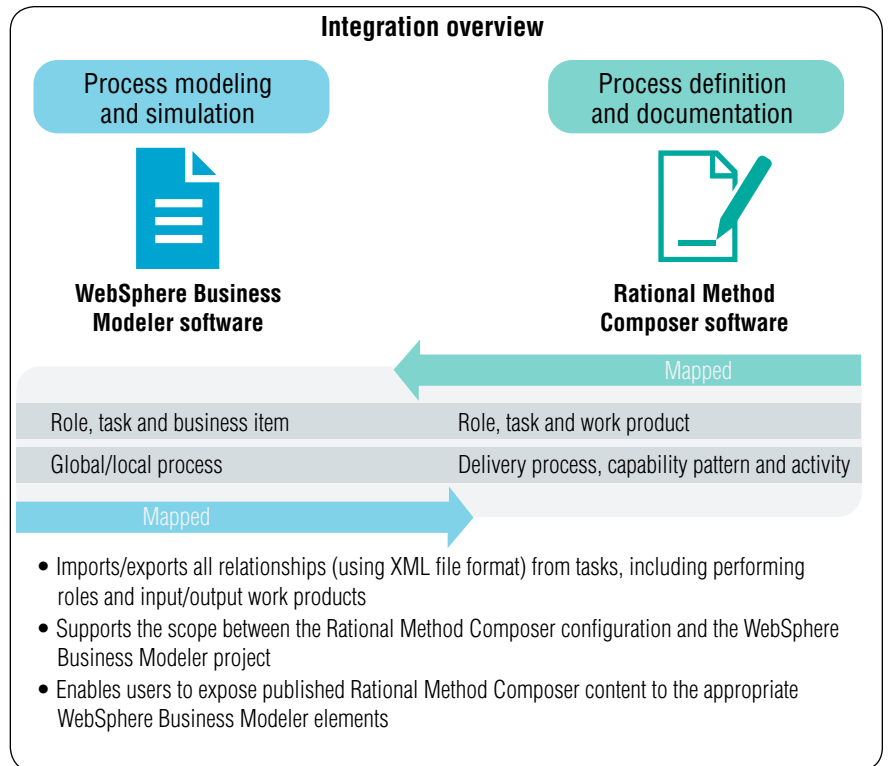 Integration overview
Process modeling
and simulation
Process definition
and documentation
WebSphere Business
Modeler software
Rational Method
Composer software
Mapped
Role, task and business item
Role, task and work product
Global/local process
Delivery process, capability pattern and activity
Mapped
• Imports/exports all relationships (using XML file format) from tasks, including performing
roles and input/output work products
• Supports the scope between the Rational Method Composer configuration and the WebSphere
Business Modeler project
• Enables users to expose published Rational Method Composer content to the appropriate
WebSphere Business Modeler elements